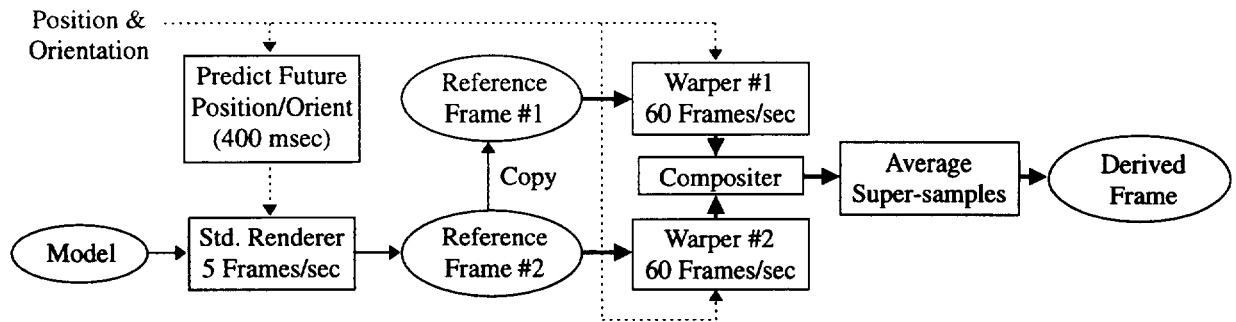 Position &
Orientation
Predict Future
Position/Orient
(400 msec)
Reference
Frame #1
Warper #1
60 Frames/sec
Copy
Compositer
Average
Super-samples
Derived
Frame
Model
Std. Renderer
5 Frames/sec
Reference
Frame #2
Warper #2
60 Frames/sec